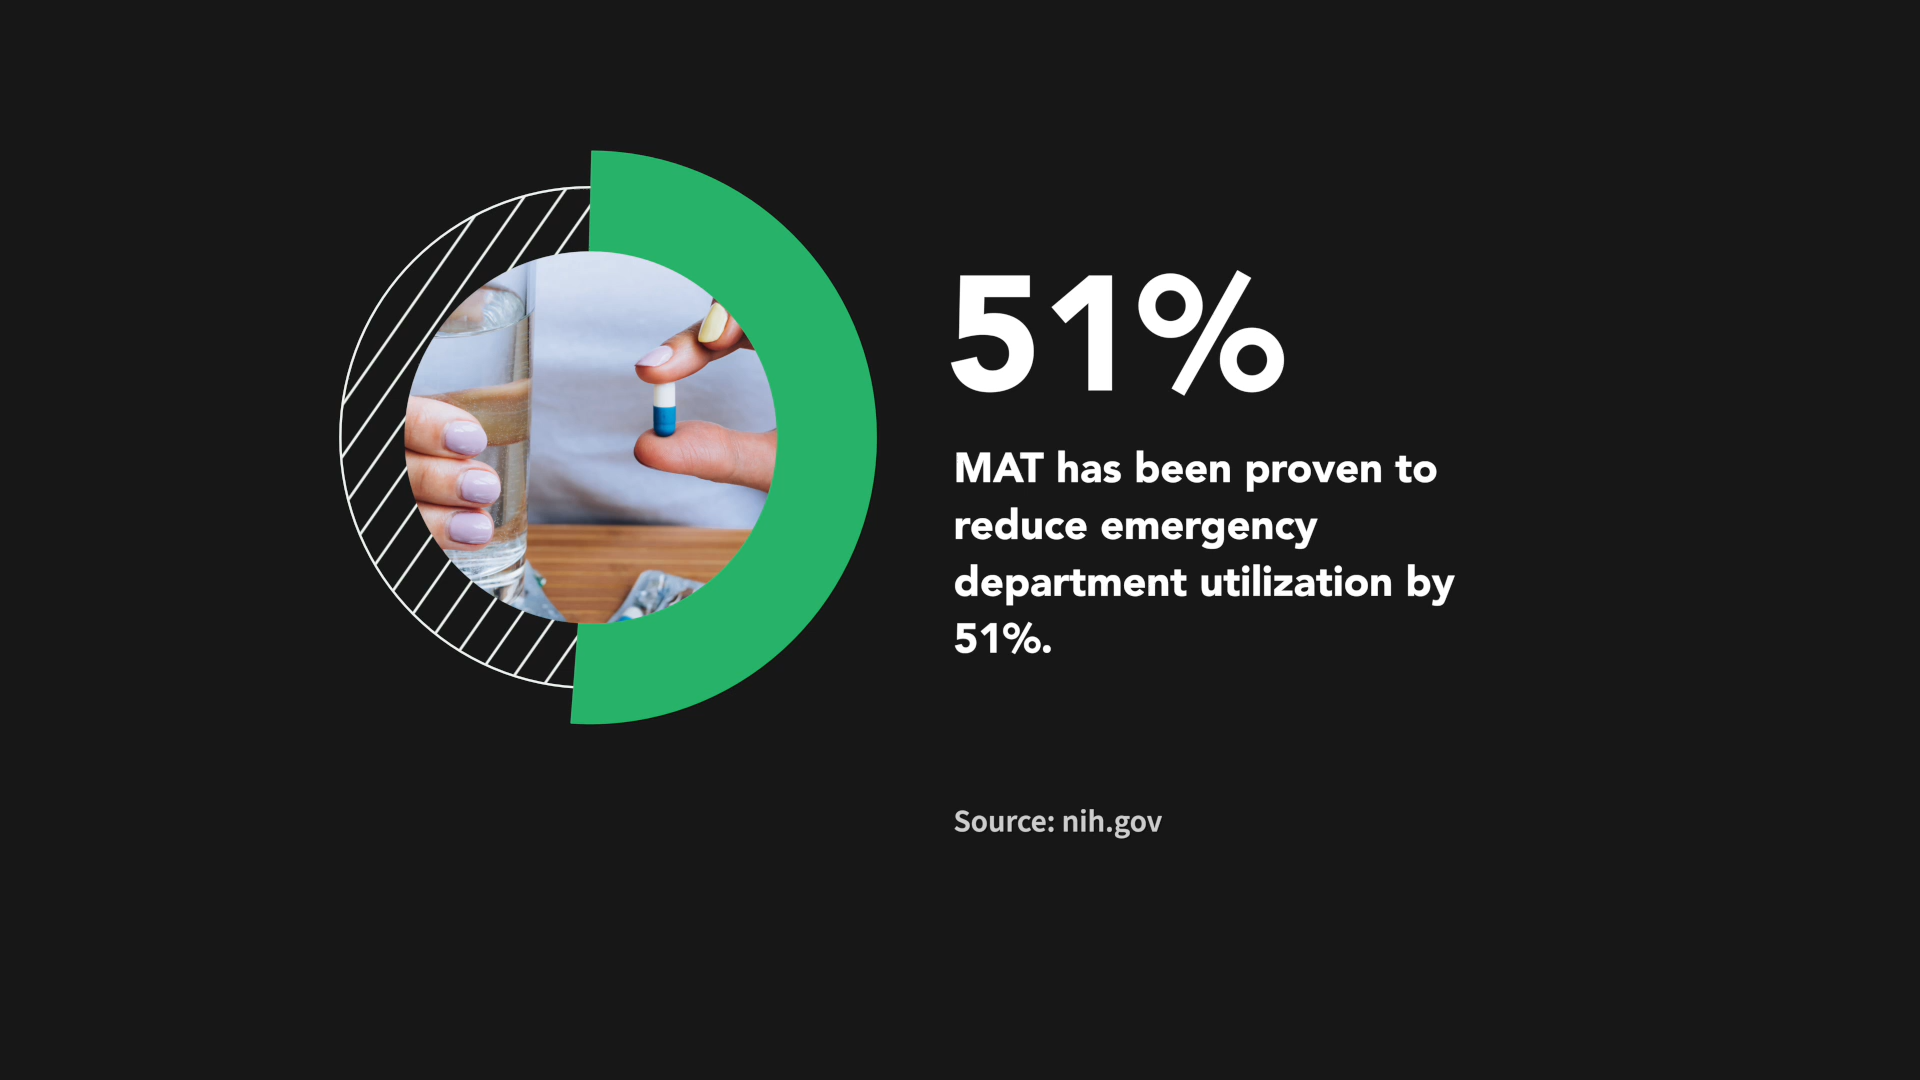 51%
MAT has been proven to
reduce emergency
department utilization by
51%.
Source: nih.gov